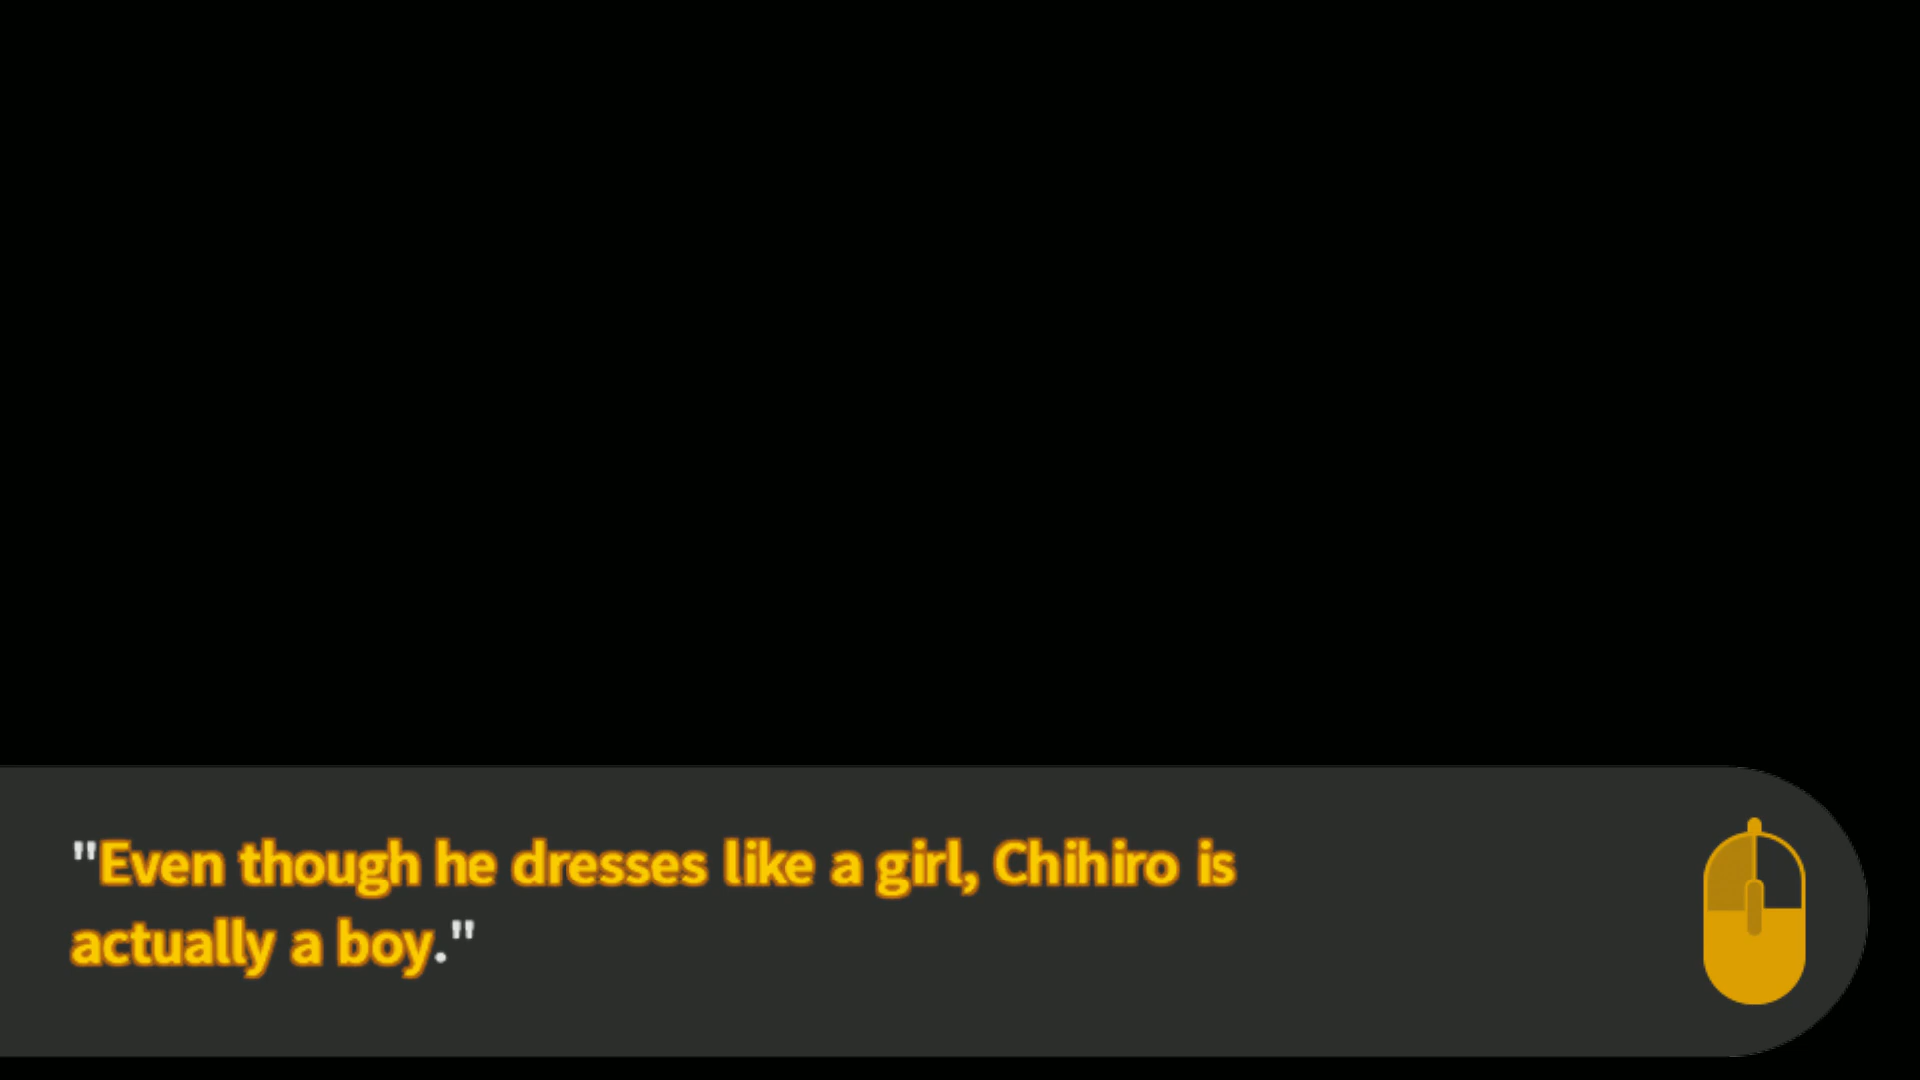 "Even though he dresses like a girl, Chihiro is
actually a boy."